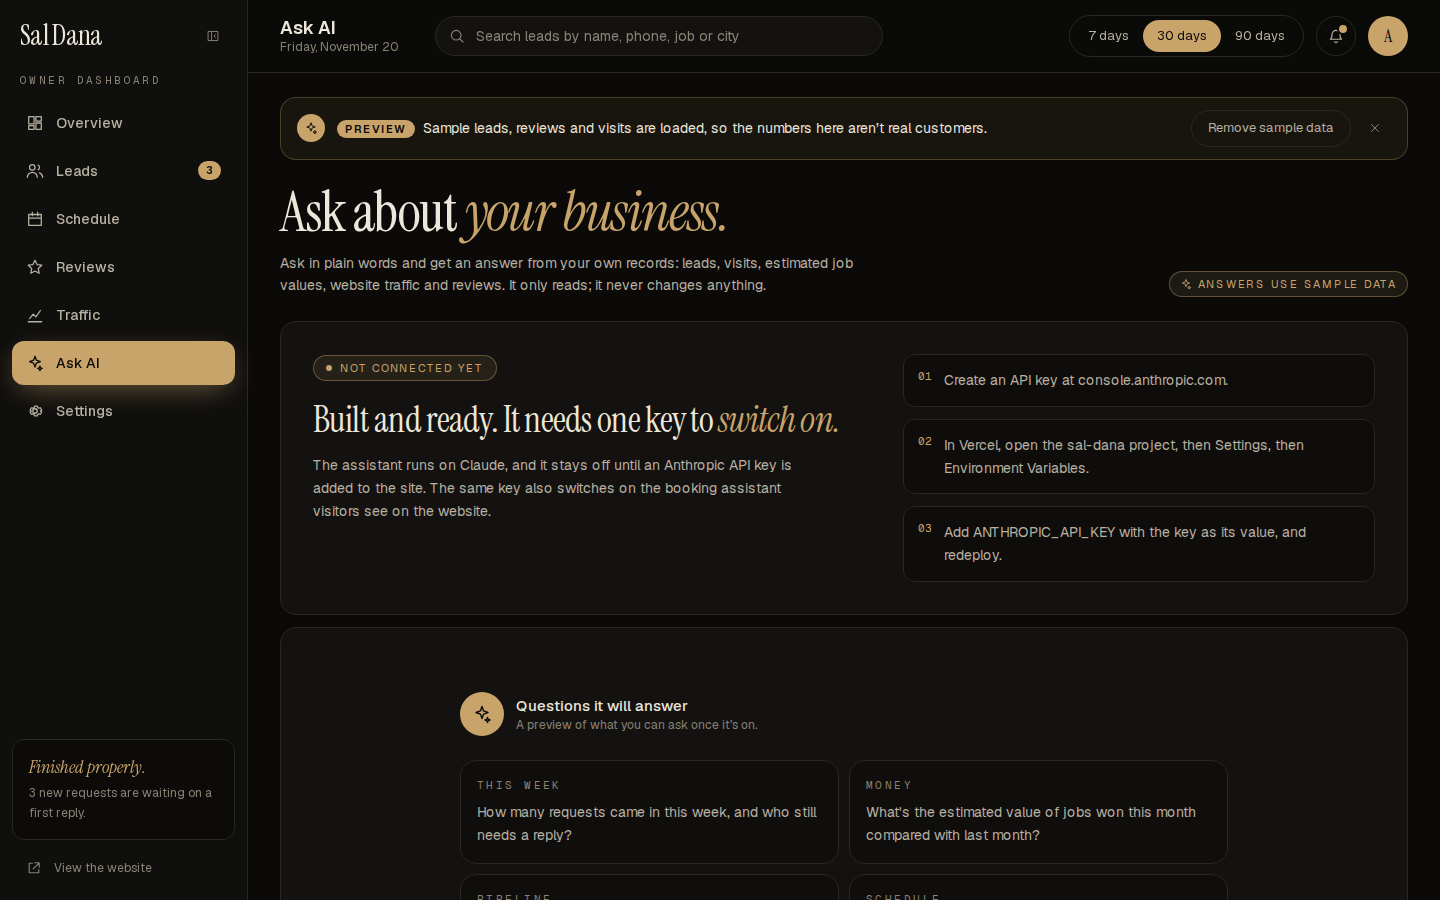 SalDana
OWNER DASHBOARD
Overview
Leads
3
Schedule
Reviews
Traffic
Ask AI
Settings
Finished properly.
3 new requests are waiting on a
first reply.
View the website
Ask AI
Friday, November 20
Search leads by name, phone, job or city
7 days
30 days
90 days
A
PREVIEW
Sample leads, reviews and visits are loaded, so the numbers here aren't real customers.
Remove sample data
Ask about your business.
Ask in plain words and get an answer from your own records: leads, visits, estimated job
values, website traffic and reviews. It only reads; it never changes anything.
ANSWERS USE SAMPLE DATA
NOT CONNECTED YET
Built and ready. It needs one key to switch on.
The assistant runs on Claude, and it stays off until an Anthropic API key is
added to the site. The same key also switches on the booking assistant
visitors see on the website.
01
Create an API key at console.anthropic.com.
02
In Vercel, open the sal-dana project, then Settings, then
Environment Variables.
03
Add ANTHROPIC_API_KEY with the key as its value, and
redeploy.
Questions it will answer
A preview of what you can ask once it's on.
THIS WEEK
How many requests came in this week, and who still
needs a reply?
MONEY
What's the estimated value of jobs won this month
compared with last month?
PIPELINE
SCHEDULE